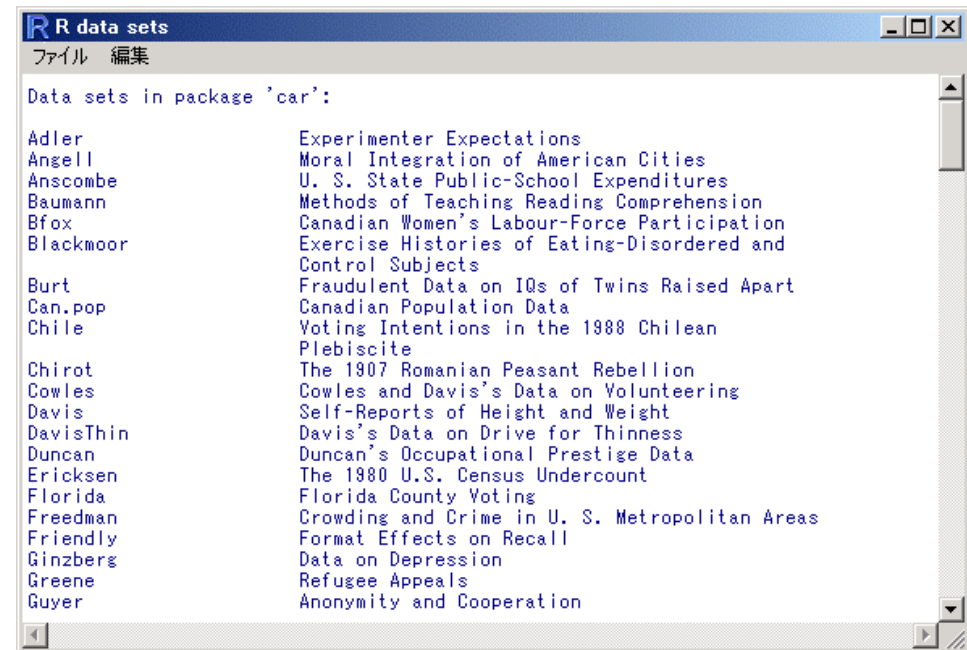 R R data sets
ファイル 編集
Data sets in package 'car':
Adler Experimenter Expectations
Angell Moral Integration of American Cities
Anscombe U. S. State Public-School Expenditures
Baumann Methods of Teaching Reading Comprehension
Bfox Canadian Women's Labour-Force Participation
Blackmoor Exercise Histories of Eating-Disordered and
Control Subjects
Burt Fraudulent Data on IQs of Twins Raised Apart
Can.pop Canadian Population Data
Chile Voting Intentions in the 1988 Chilean
Plebiscite
Chirot The 1907 Romanian Peasant Rebellion
Cowles Cowles and Davis's Data on Volunteering
Davis Self-Reports of Height and Weight
DavisThin Davis's Data on Drive for Thinness
Duncan Duncan's Occupational Prestige Data
Ericksen The 1980 U.S. Census Undercount
Florida Florida County Voting
Freedman Crowding and Crime in U. S. Metropolitan Areas
Friendly Format Effects on Recall
Ginzberg Data on Depression
Greene Refugee Appeals
Guyer Anonymity and Cooperation